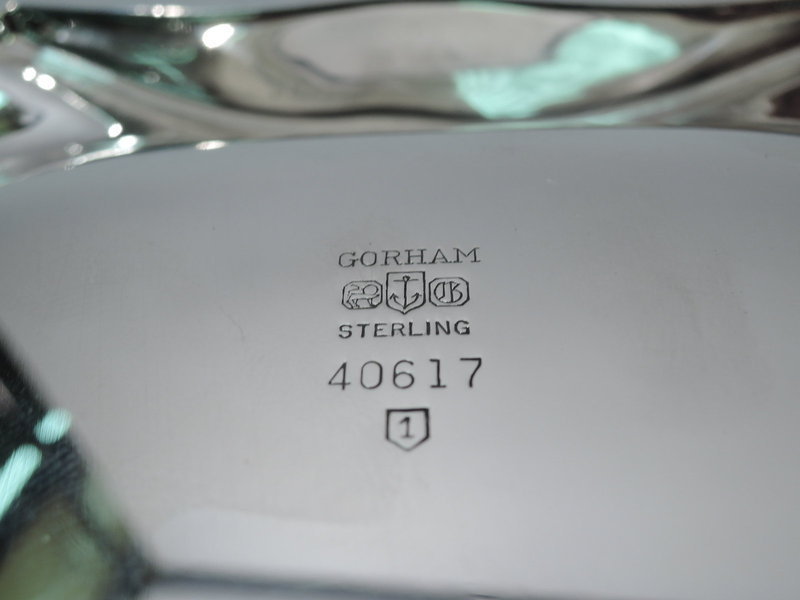 GORHAM
G
STERLING
40617
1